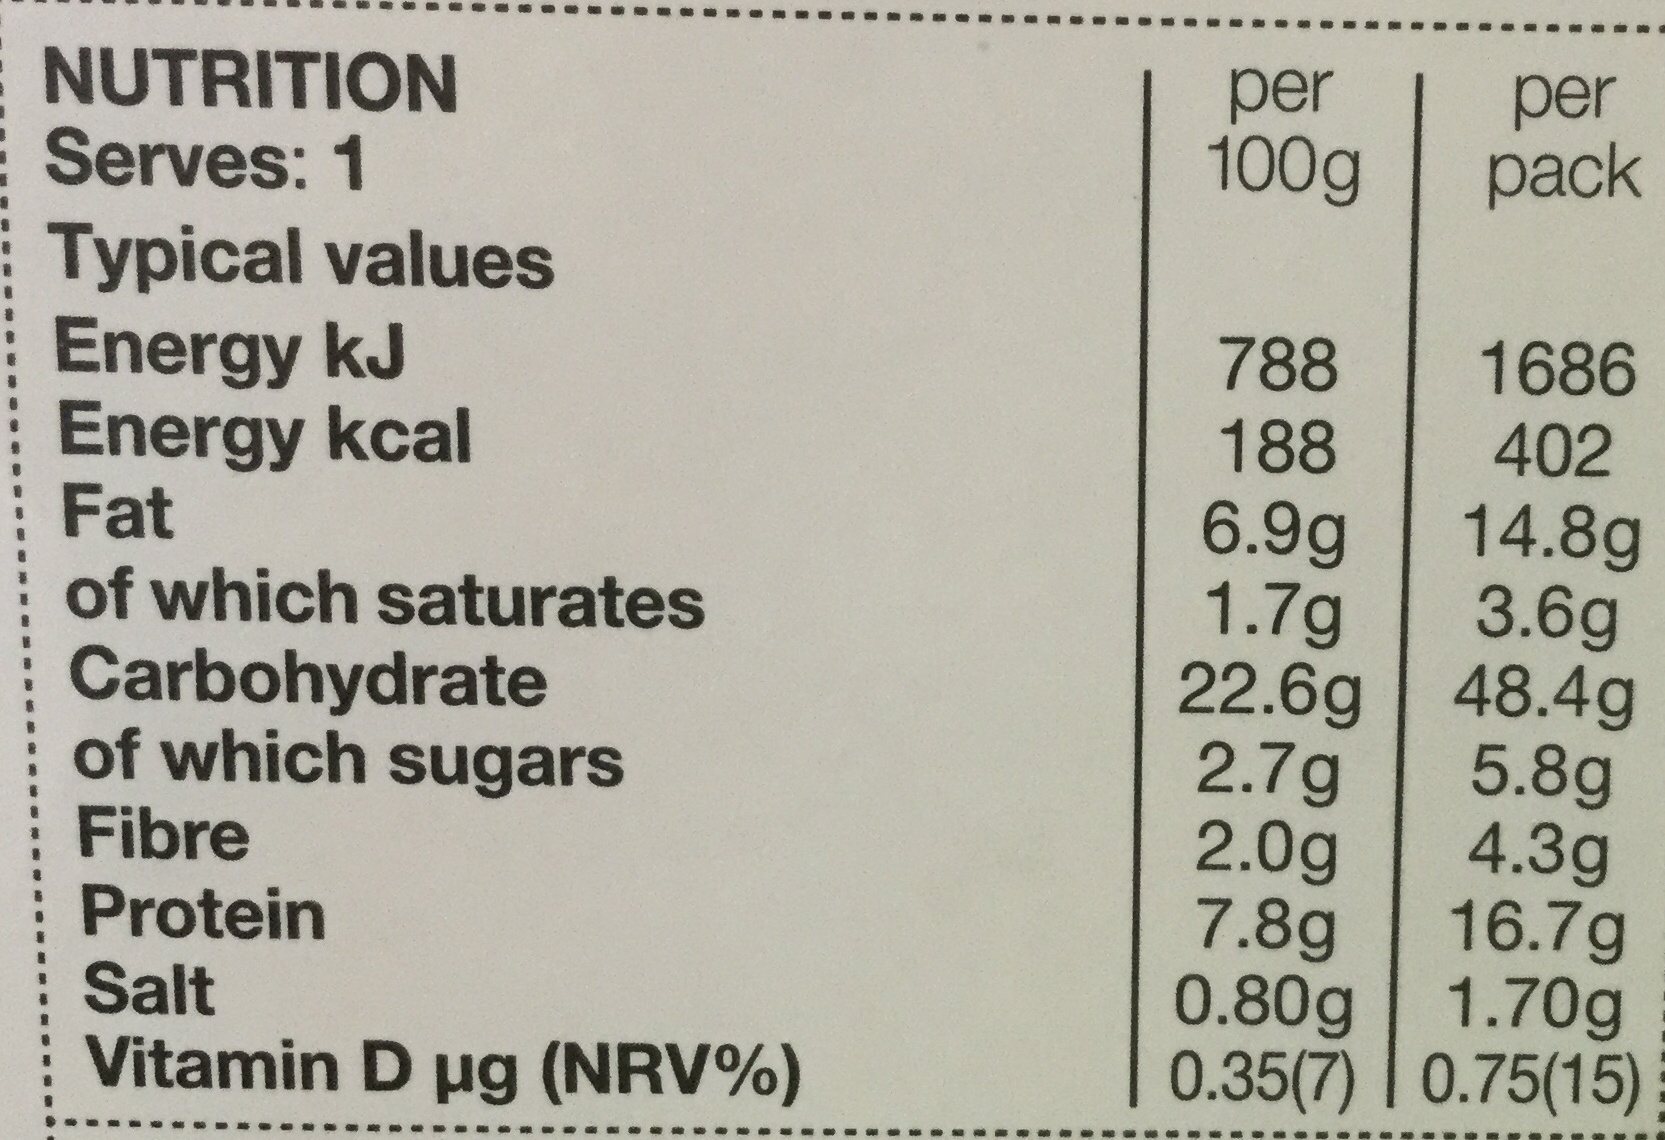 NUTRITION per per
Serves: 1 100g pack
Typical values
Energy kJ 788 1686
Energy kcal 188 402
Fat 6.9g 14.8g
of which saturates 1.7g 3.6g
Carbohydrate 22.6g 48.4g
of which sugars 2.7g 5.8g
Fibre 2.0g 4.3g
Protein 7.8g 16.7g
Salt 0.80g 1.70g
Vitamin D µg (NRV%) 0.35(7) 0.75(15)